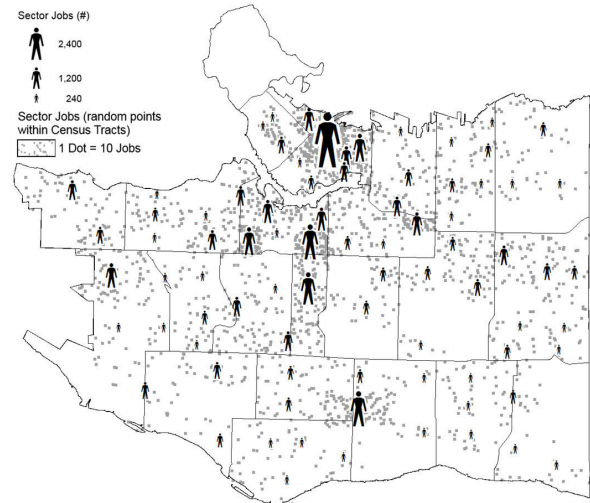 Sector Jobs (#)
2,400
1,200
240
Sector Jobs (random points
within Census Tracts)
1 Dot = 10 Jobs